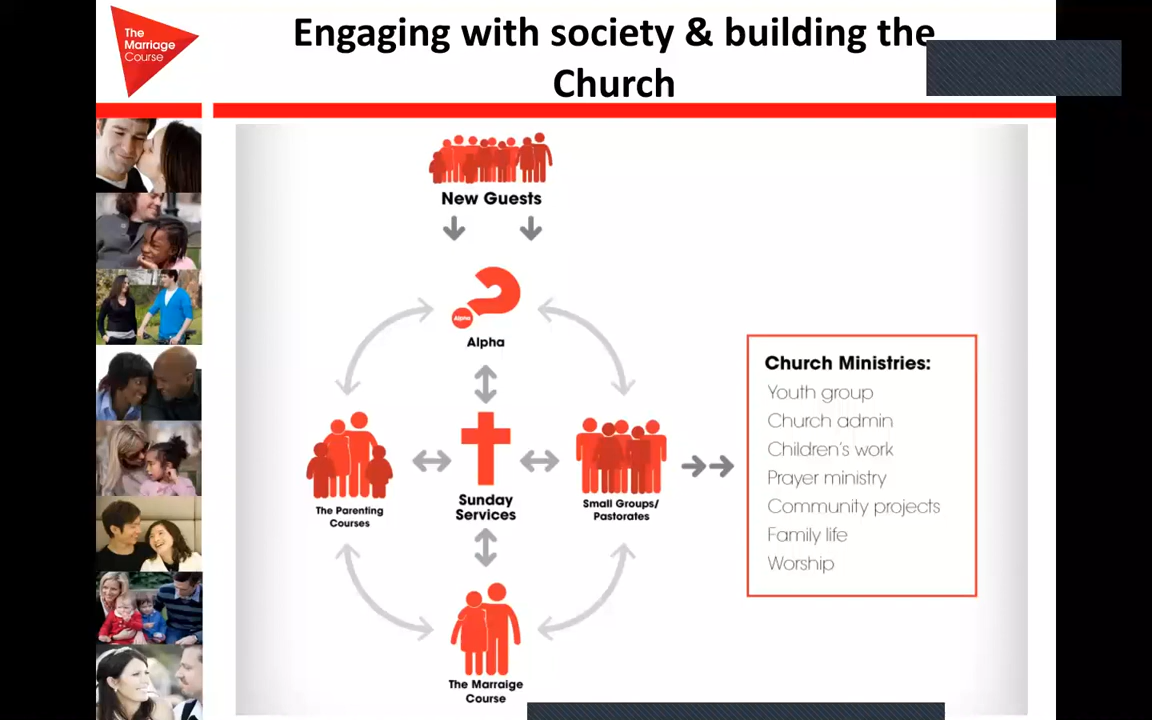 The
Marriage
Course
Engaging with society & building the
Church
New Guests
Alpha
Alpha
The Parenting
Courses
Sunday
Services
Small Groups/
Pastorates
The Marraige
Course
Church Ministries:
Youth group
Church admin
Children's work
Prayer ministry
Community projects
Family life
Worship